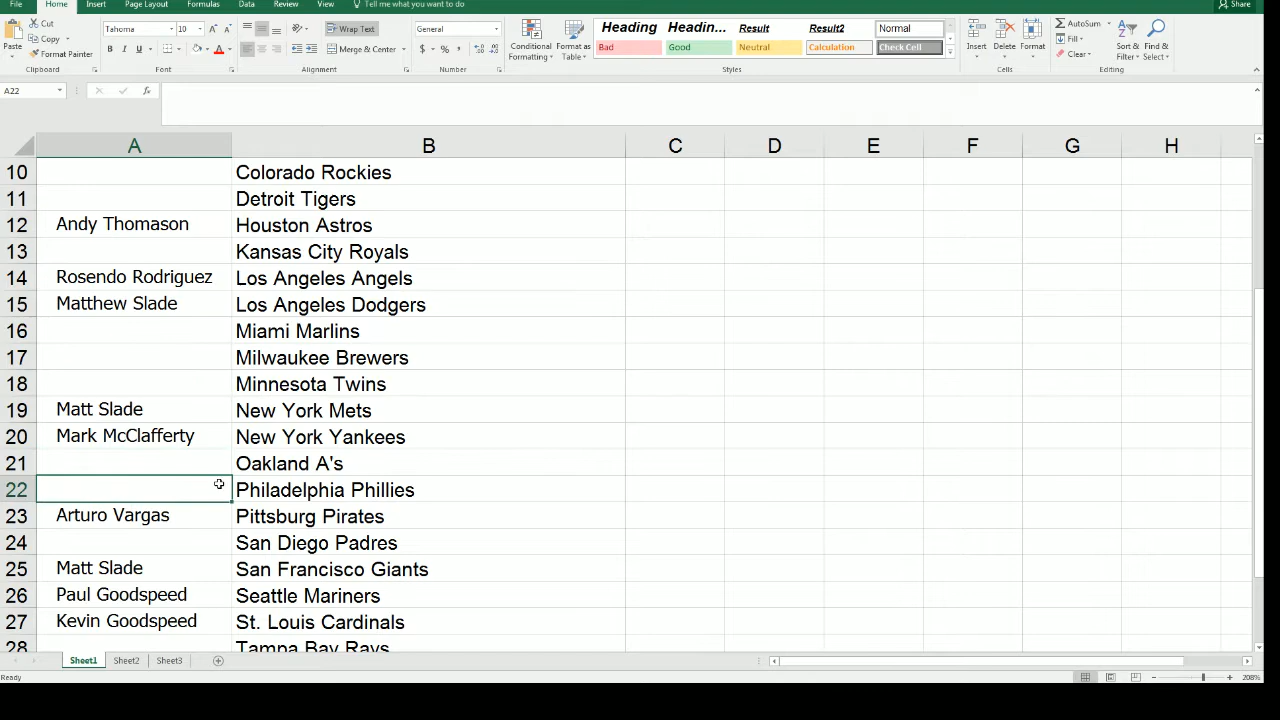 File Home Insert Page Layout Formulas Data Review View Tell me what you want to do Share
Cut
Copy
Format Painter
Paste
Clipboard
Tahoma 10
B I U
Font
Wrap Text
Merge & Center
Alignment
General
$ % ,
Number
Conditional Formatting
Format as Table
Heading Headin... Result Result2 Normal
Bad Good Neutral Calculation Check Cell
Styles
Insert Delete Format
Cells
AutoSum
Fill
Clear
Sort & Filter
Find & Select
Editing
A22 fx
A B C D E F G H
10 Colorado Rockies
11 Detroit Tigers
12 Andy Thomason Houston Astros
13 Kansas City Royals
14 Rosendo Rodriguez Los Angeles Angels
15 Matthew Slade Los Angeles Dodgers
16 Miami Marlins
17 Milwaukee Brewers
18 Minnesota Twins
19 Matt Slade New York Mets
20 Mark McClafferty New York Yankees
21 Oakland A's
22 Philadelphia Phillies
23 Arturo Vargas Pittsburg Pirates
24 San Diego Padres
25 Matt Slade San Francisco Giants
26 Paul Goodspeed Seattle Mariners
27 Kevin Goodspeed St. Louis Cardinals
28 Tampa Bay Rays
Sheet1 Sheet2 Sheet3
Ready 208%